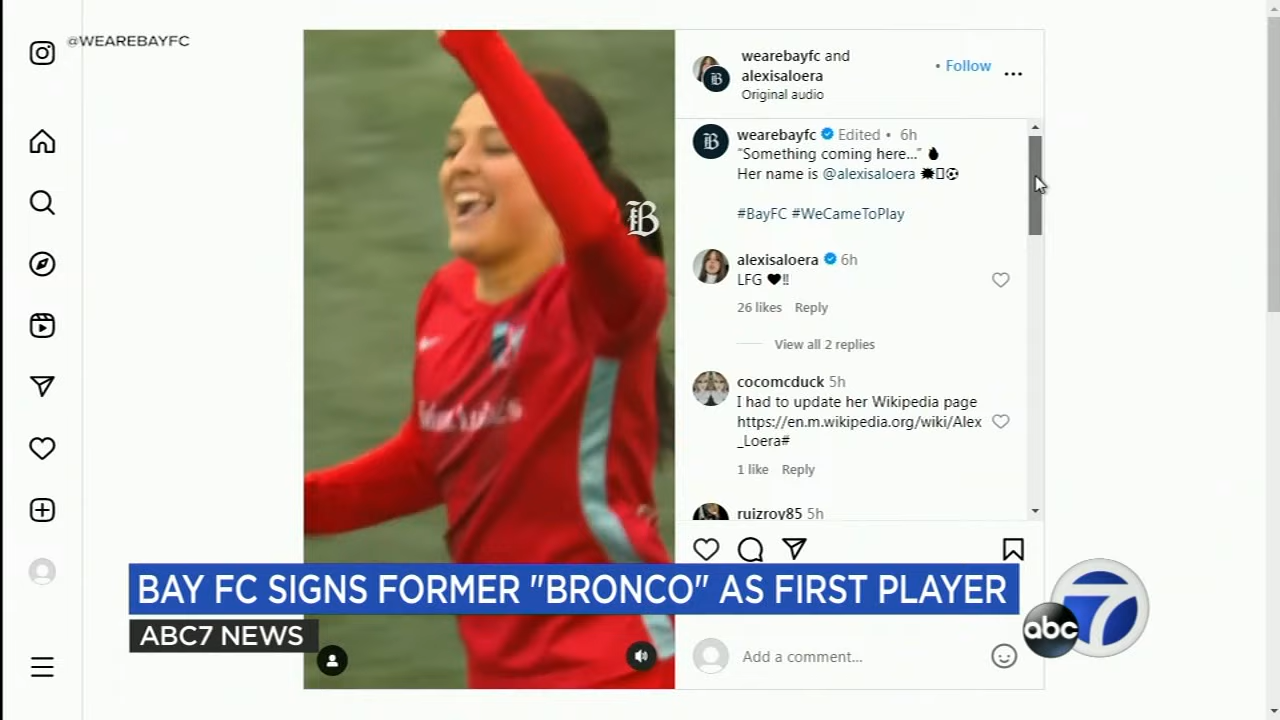 @WEAREBAYFC
wearebayfc and
alexisaloera
Original audio
• Follow
wearebayfc Edited • 6h
"Something coming here..."
Her name is @alexisaloera
#BayFC #WeCameToPlay
alexisaloera 6h
LFG 🖤‼
26 likes Reply
View all 2 replies
cocomcduck 5h
I had to update her Wikipedia page
https://en.m.wikipedia.org/wiki/Alex
_Loera#
1 like Reply
ruizroy85 5h
B
BAY FC SIGNS FORMER "BRONCO" AS FIRST PLAYER
ABC7 NEWS
abc 7
Add a comment...